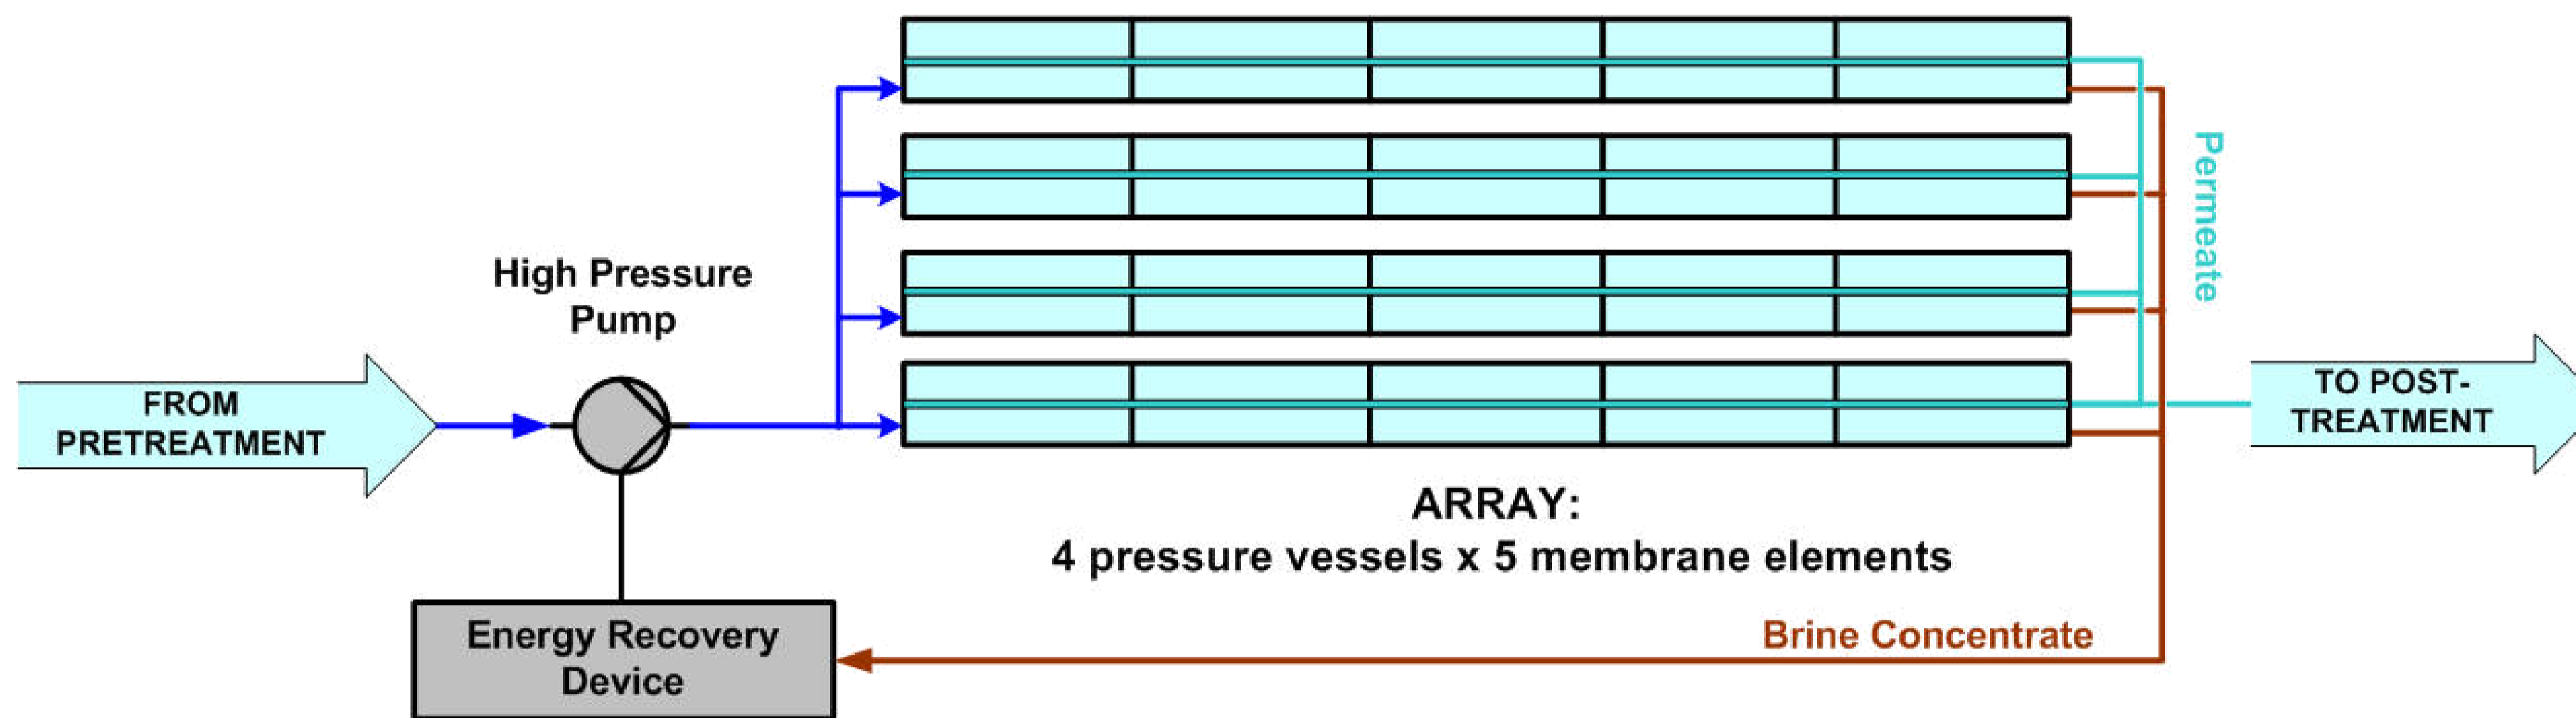 High Pressure
Pump
FROM
PRETREATMENT
Permeate
TO POST-
TREATMENT
ARRAY:
4 pressure vessels x 5 membrane elements
Energy Recovery
Device
Brine Concentrate